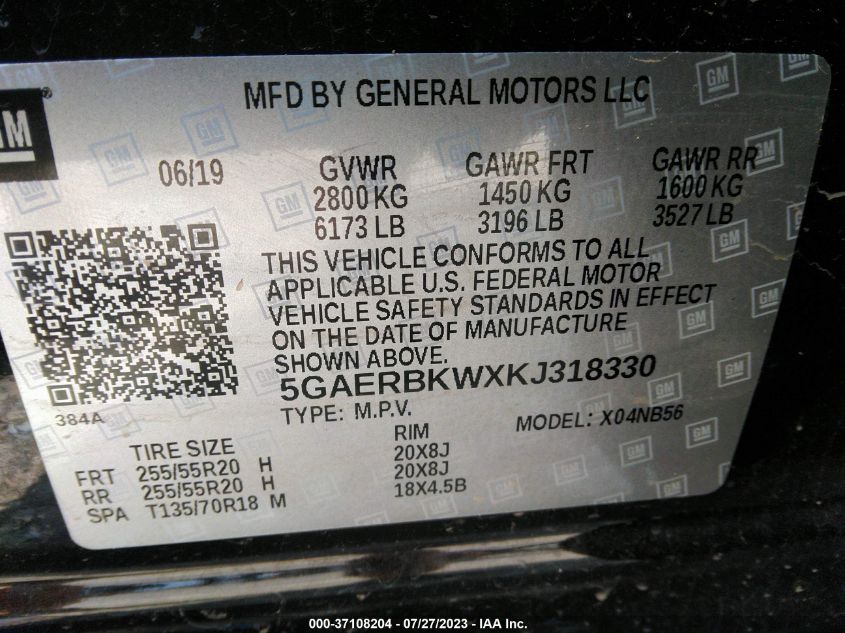 MFD BY GENERAL MOTORS LLC
GM
06/19 GVWR GAWR FRT GAWR RR
2800 KG 1450 KG 1600 KG
6173 LB 3196 LB 3527 LB
THIS VEHICLE CONFORMS TO ALL
APPLICABLE U.S. FEDERAL MOTOR
VEHICLE SAFETY STANDARDS IN EFFECT
ON THE DATE OF MANUFACTURE
SHOWN ABOVE.
5GAERBKWXKJ318330
384A
TYPE: M.P.V. MODEL: X04NB56
TIRE SIZE RIM
FRT 255/55R20 H 20X8J
RR 255/55R20 H 20X8J
SPA T135/70R18 M 18X4.5B
000-37108204 - 07/27/2023 - IAA Inc.